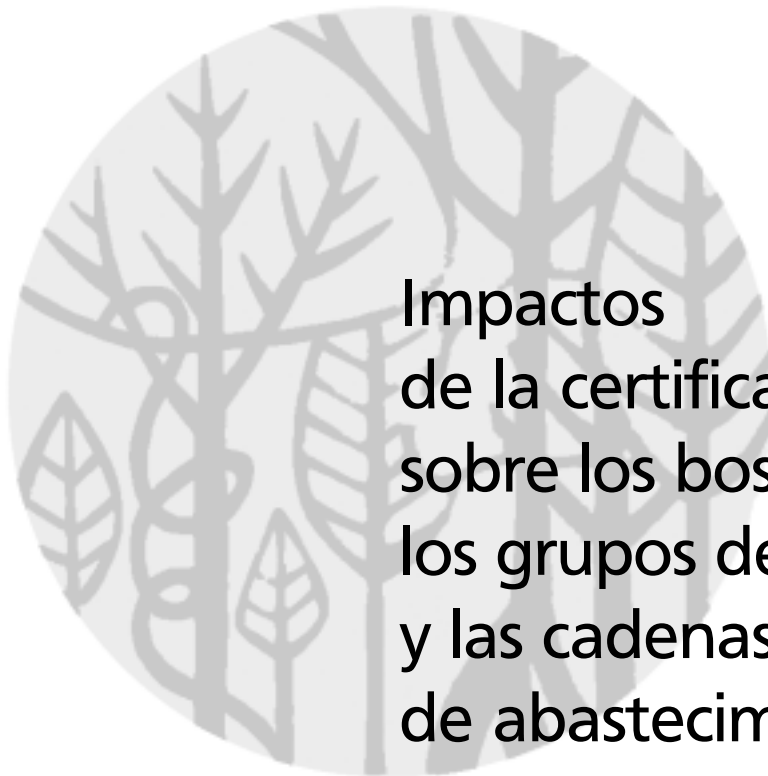 Impactos
de la certifica
sobre los bos
los grupos de
y las cadenas
de abastecim